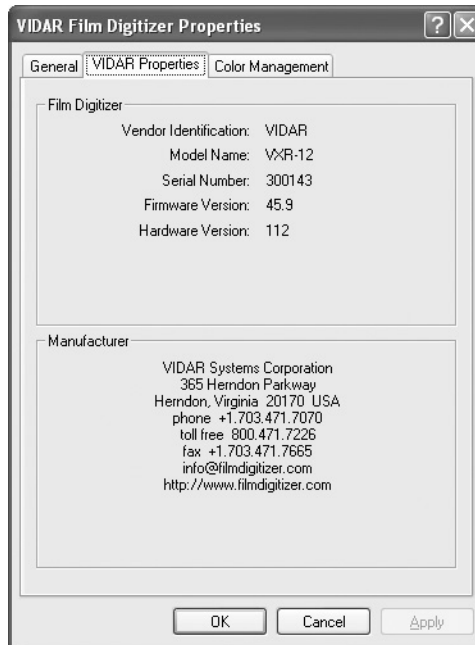 VIDAR Film Digitizer Properties
General VIDAR Properties Color Management
Film Digitizer
Vendor Identification: VIDAR
Model Name: VXR-12
Serial Number: 300143
Firmware Version: 45.9
Hardware Version: 112
Manufacturer
VIDAR Systems Corporation
365 Herndon Parkway
Herndon, Virginia 20170 USA
phone +1.703.471.7070
toll free 800.471.7226
fax +1.703.471.7665
info@filmdigitizer.com
http://www.filmdigitizer.com
OK Cancel Apply